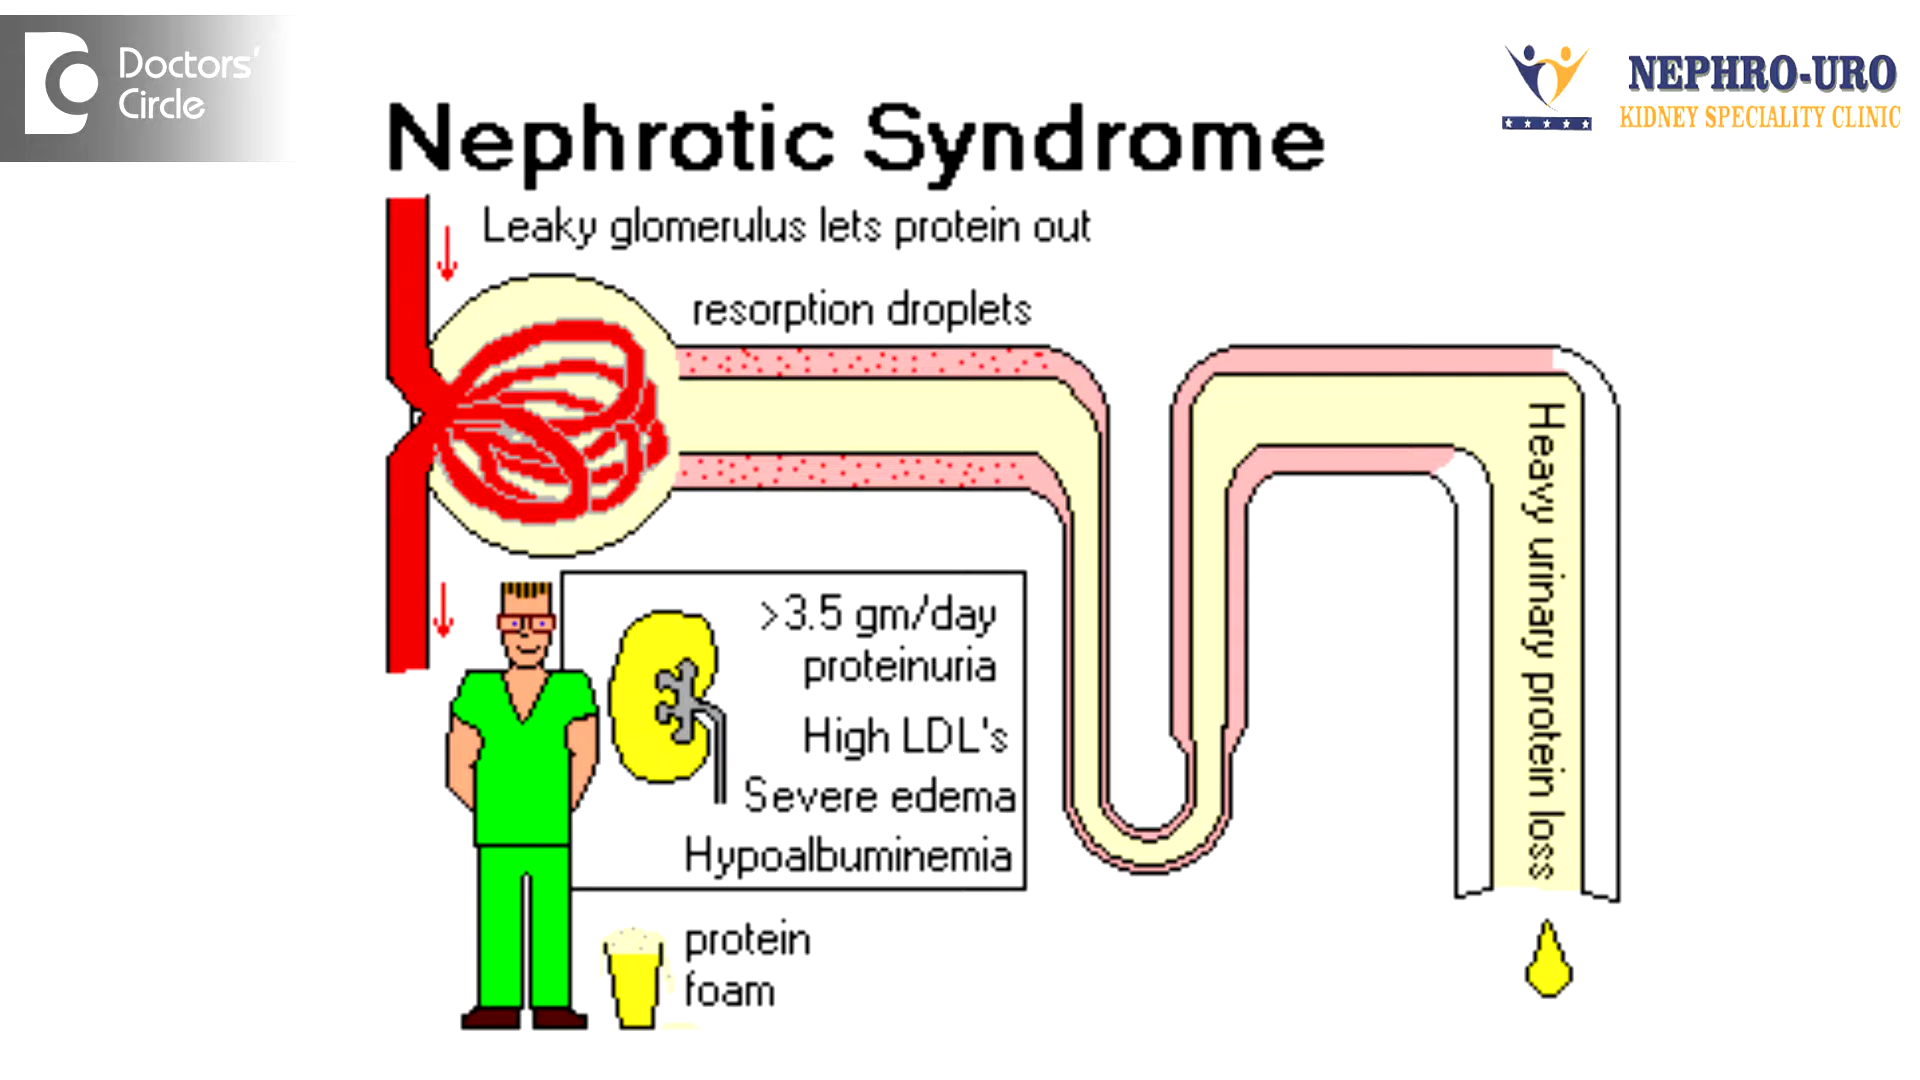 Doctors'
Circle
NEPHRO-URO
KIDNEY SPECIALITY CLINIC
Nephrotic Syndrome
Leaky glomerulus lets protein out
resorption droplets
Heavy urinary protein loss
>3.5 gm/day
proteinuria
High LDL's
Severe edema
Hypoalbuminemia
protein
foam